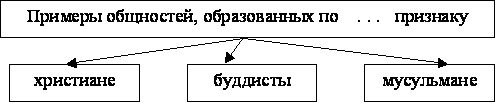 Примеры общностей, образованных по ... признаку
христиане
буддисты
мусульмане